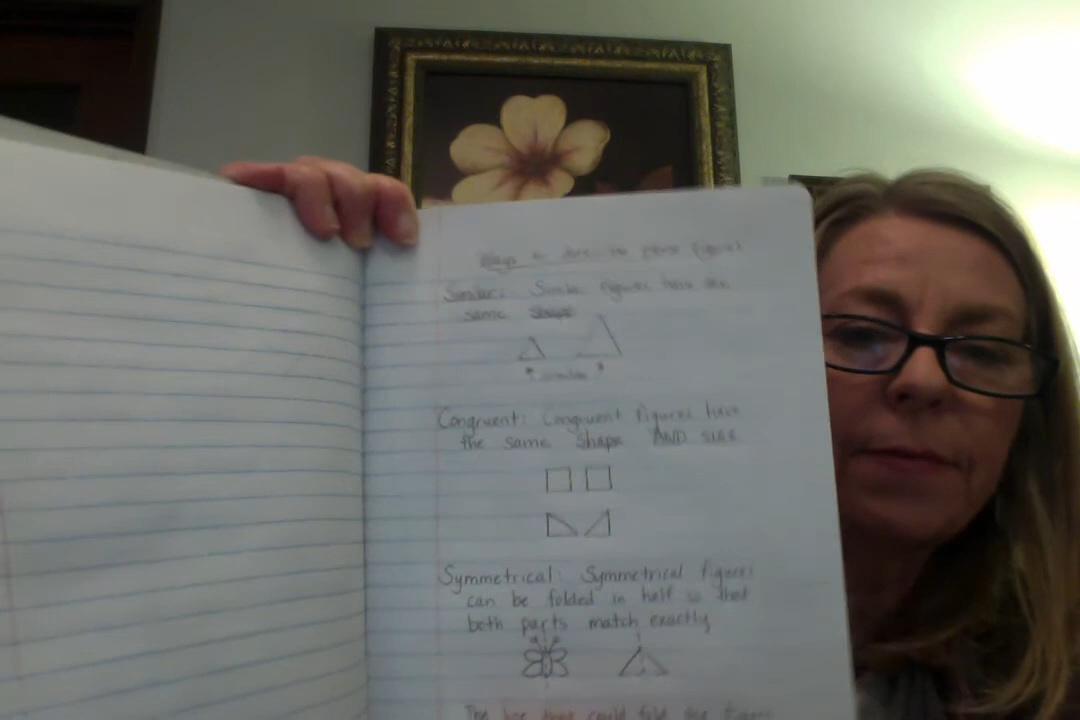 Ways to describe plane figures
Similar: Similar figures have the
same shape
similar
Congruent: Congruent figures have
the same shape AND size
Symmetrical: Symmetrical figures
can be folded in half so that
both parts match exactly
The line that could fold the figure